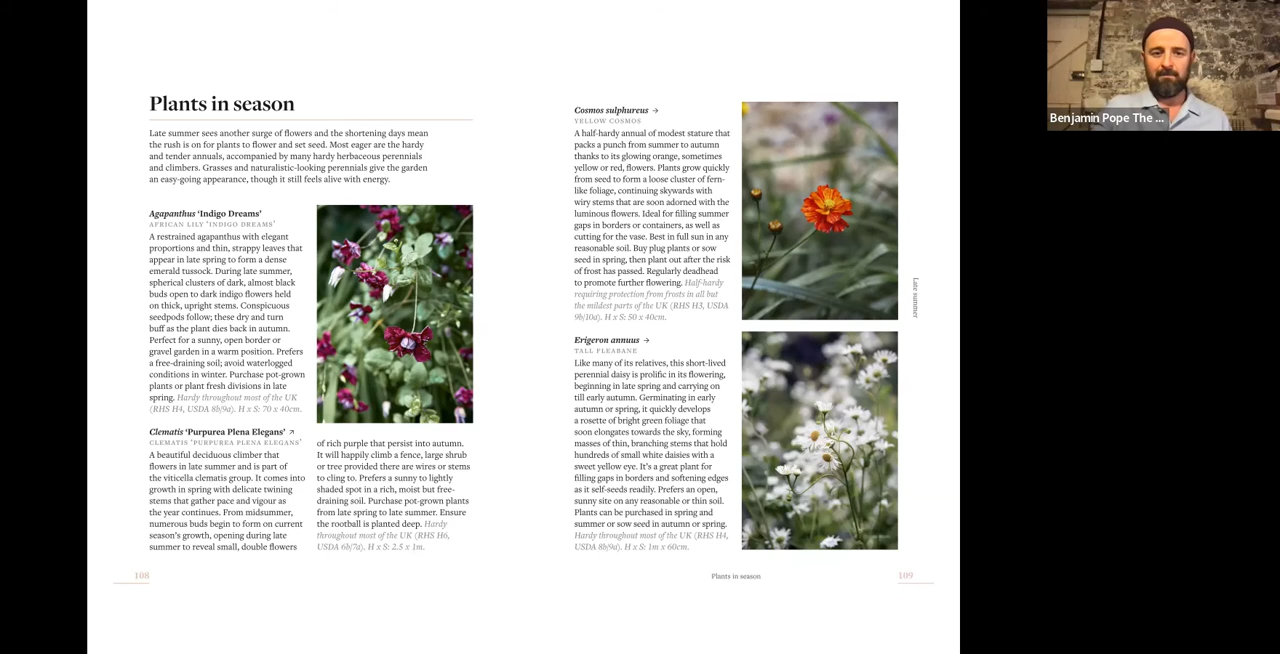 Plants in season
Late summer sees another surge of flowers and the shortening days mean
the rush is on for plants to flower and set seed. Most eager are the hardy
and tender annuals, accompanied by many hardy herbaceous perennials
and climbers. Grasses and naturalistic-looking perennials give the garden
an easy-going appearance, though it still feels alive with energy.
Agapanthus ‘Indigo Dreams’
AFRICAN LILY ‘INDIGO DREAMS’
A restrained agapanthus with elegant
proportions and thin, strappy leaves that
appear in late spring to form a dense
emerald tussock. During late summer,
spherical clusters of dark, almost black
buds open to dark indigo flowers held
on thick, upright stems. Conspicuous
seedpods follow; these dry and turn
buff as the plant dies back in autumn.
Perfect for a sunny, open border or
gravel garden in a warm position. Prefers
a free-draining soil; avoid waterlogged
conditions in winter. Purchase pot-grown
plants or plant fresh divisions in late
spring. Hardy throughout most of the UK
(RHS H4, USDA 8b/9a). H x S: 70 x 40cm.
Clematis ‘Purpurea Plena Elegans’ ↗
CLEMATIS ‘PURPUREA PLENA ELEGANS’
A beautiful deciduous climber that
flowers in late summer and is part of
the viticella clematis group. It comes into
growth in spring with delicate twining
stems that gather pace and vigour as
the year continues. From midsummer,
numerous buds begin to form on current
season’s growth, opening during late
summer to reveal small, double flowers
of rich purple that persist into autumn.
It will happily climb a fence, large shrub
or tree provided there are wires or stems
to cling to. Prefers a sunny to lightly
shaded spot in a rich, moist but free-
draining soil. Purchase pot-grown plants
from late spring to late summer. Ensure
the rootball is planted deep. Hardy
throughout most of the UK (RHS H6,
USDA 6b/7a). H x S: 2.5 x 1m.
108
Cosmos sulphureus →
YELLOW COSMOS
A half-hardy annual of modest stature that
packs a punch from summer to autumn
thanks to its glowing orange, sometimes
yellow or red, flowers. Plants grow quickly
from seed to form a loose cluster of fern-
like foliage, continuing skywards with
wiry stems that are soon adorned with the
luminous flowers. Ideal for filling summer
gaps in borders or containers, as well as
cutting for the vase. Best in full sun in any
reasonable soil. Buy plug plants or sow
seed in spring, then plant out after the risk
of frost has passed. Regularly deadhead
to promote further flowering. Half-hardy
requiring protection from frosts in all but
the mildest parts of the UK (RHS H3, USDA
9b/10a). H x S: 50 x 40cm.
Erigeron annuus →
TALL FLEABANE
Like many of its relatives, this short-lived
perennial daisy is prolific in its flowering,
beginning in late spring and carrying on
till early autumn. Germinating in early
autumn or spring, it quickly develops
a rosette of bright green foliage that
soon elongates towards the sky, forming
masses of thin, branching stems that hold
hundreds of small white daisies with a
sweet yellow eye. It’s a great plant for
filling gaps in borders and softening edges
as it self-seeds readily. Prefers an open,
sunny site on any reasonable or thin soil.
Plants can be purchased in spring and
summer or sow seed in autumn or spring.
Hardy throughout most of the UK (RHS H4,
USDA 8b/9a). H x S: 1m x 60cm.
Late summer
Plants in season
109
Benjamin Pope The ...